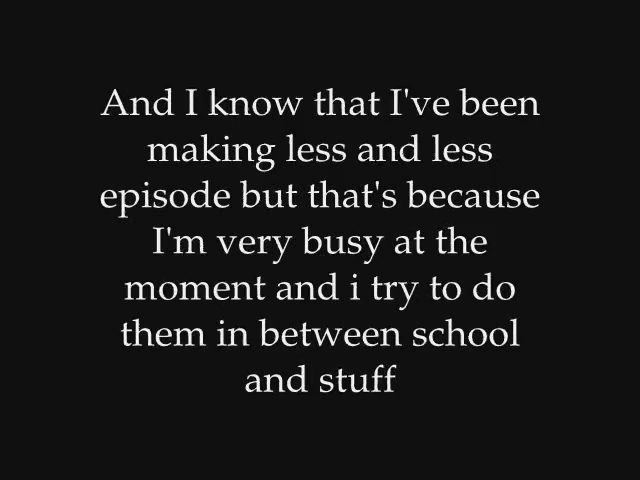 And I know that I've been
making less and less
episode but that's because
I'm very busy at the
moment and i try to do
them in between school
and stuff